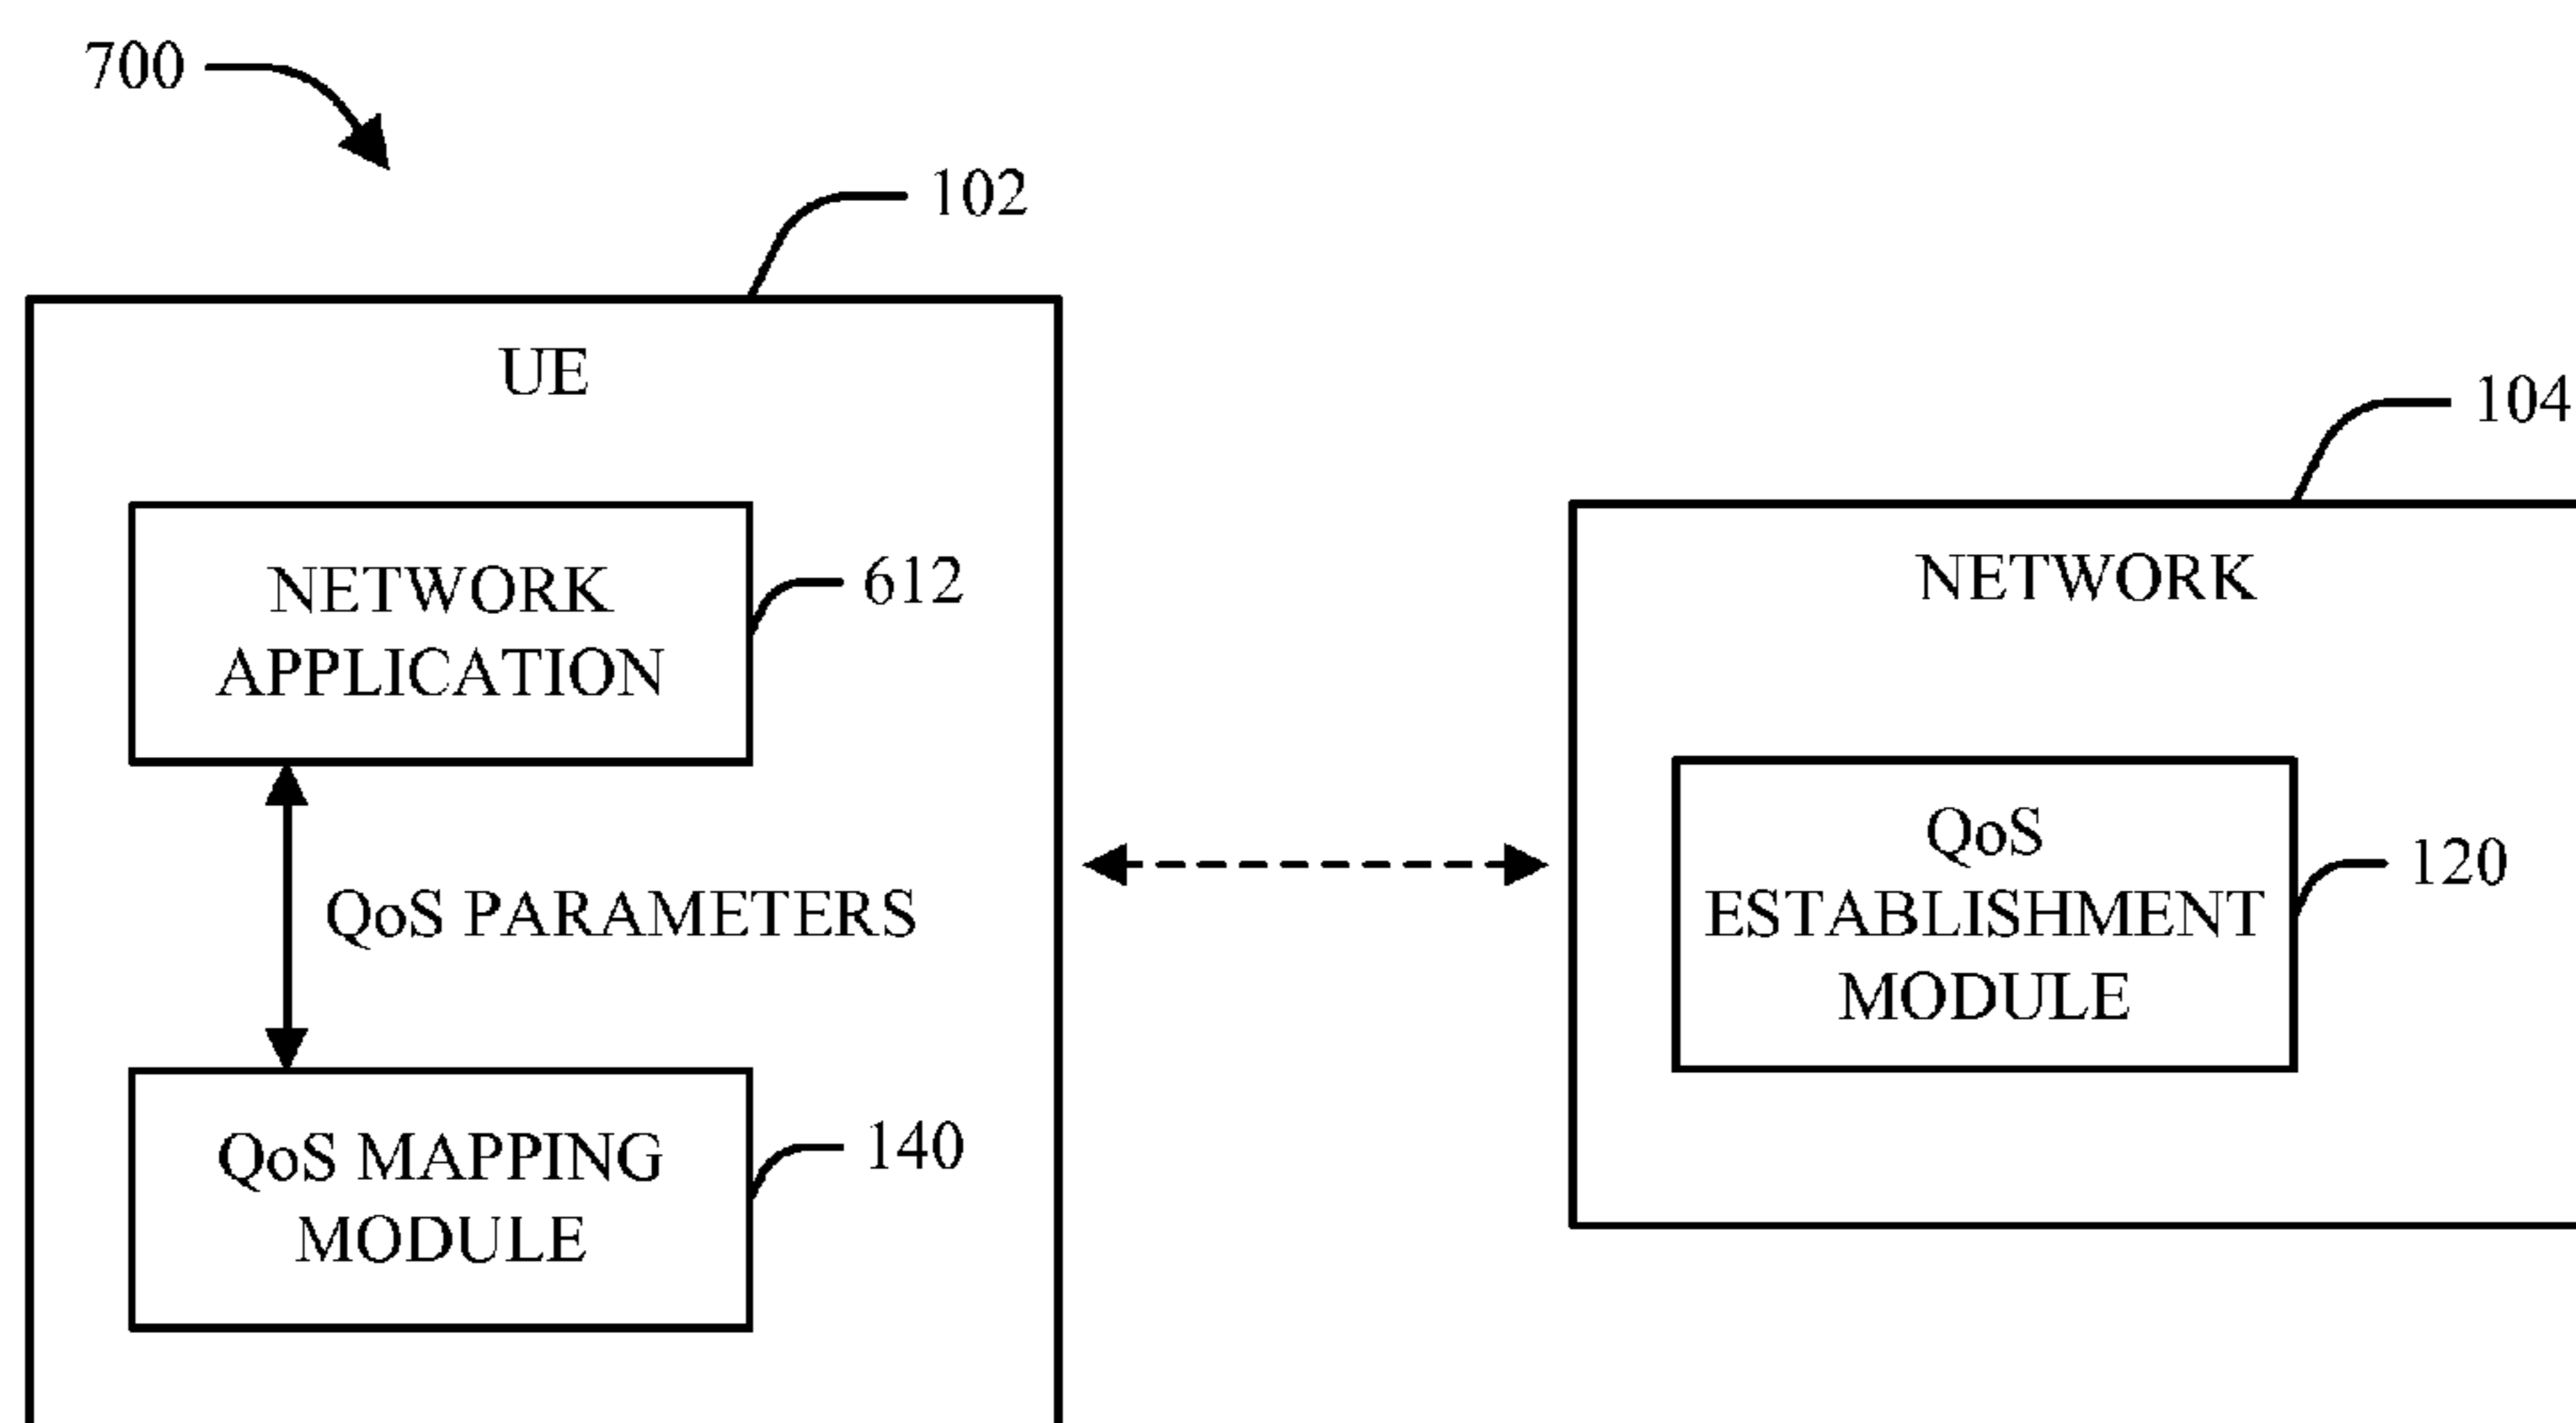 700
102
UE
104
NETWORK
APPLICATION
612
NETWORK
QoS PARAMETERS
QoS
ESTABLISHMENT
MODULE
120
QoS MAPPING
MODULE
140